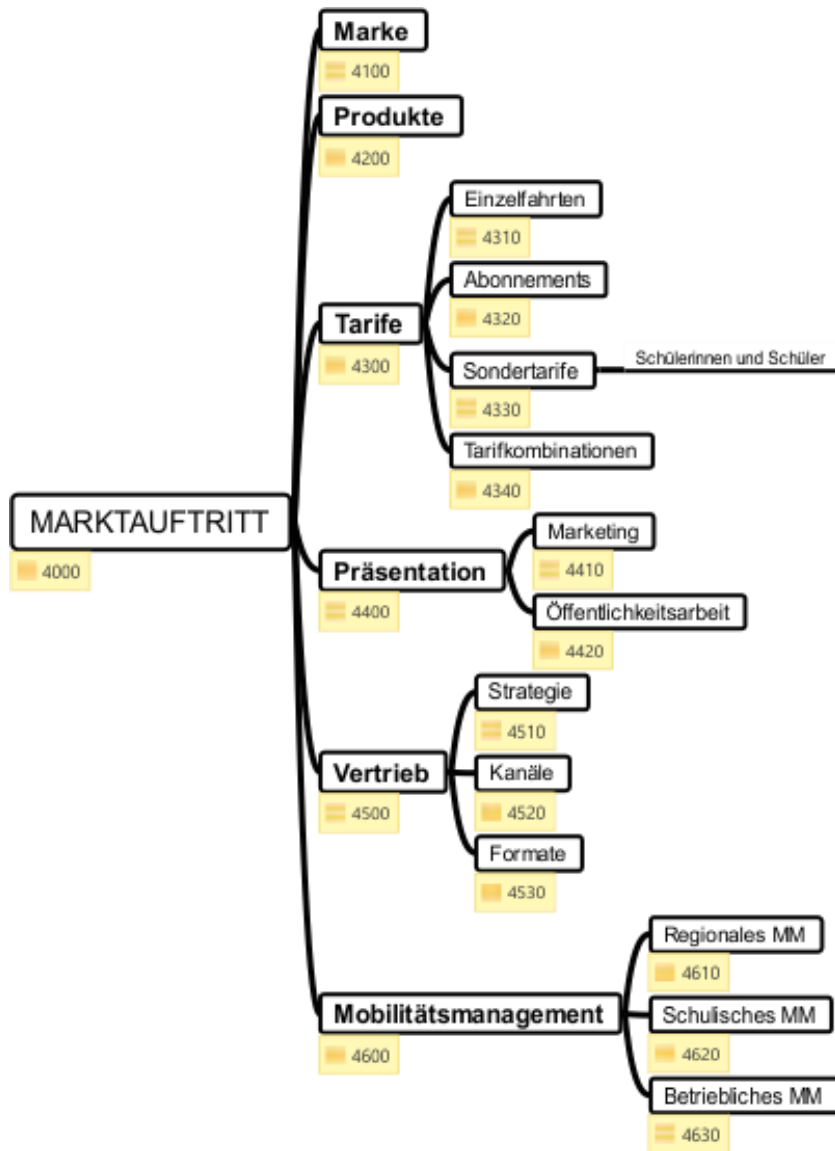 Marke
4100
Produkte
4200
Einzelfahrten
4310
Abonnements
4320
Tarife
4300
Sondertarife
4330
Schülerinnen und Schüler
Tarifkombinationen
4340
MARKTAUFTRITT
4000
Marketing
4410
Präsentation
4400
Öffentlichkeitsarbeit
4420
Strategie
4510
Vertrieb
4500
Kanäle
4520
Formate
4530
Regionales MM
4610
Mobilitätsmanagement
4600
Schulisches MM
4620
Betriebliches MM
4630